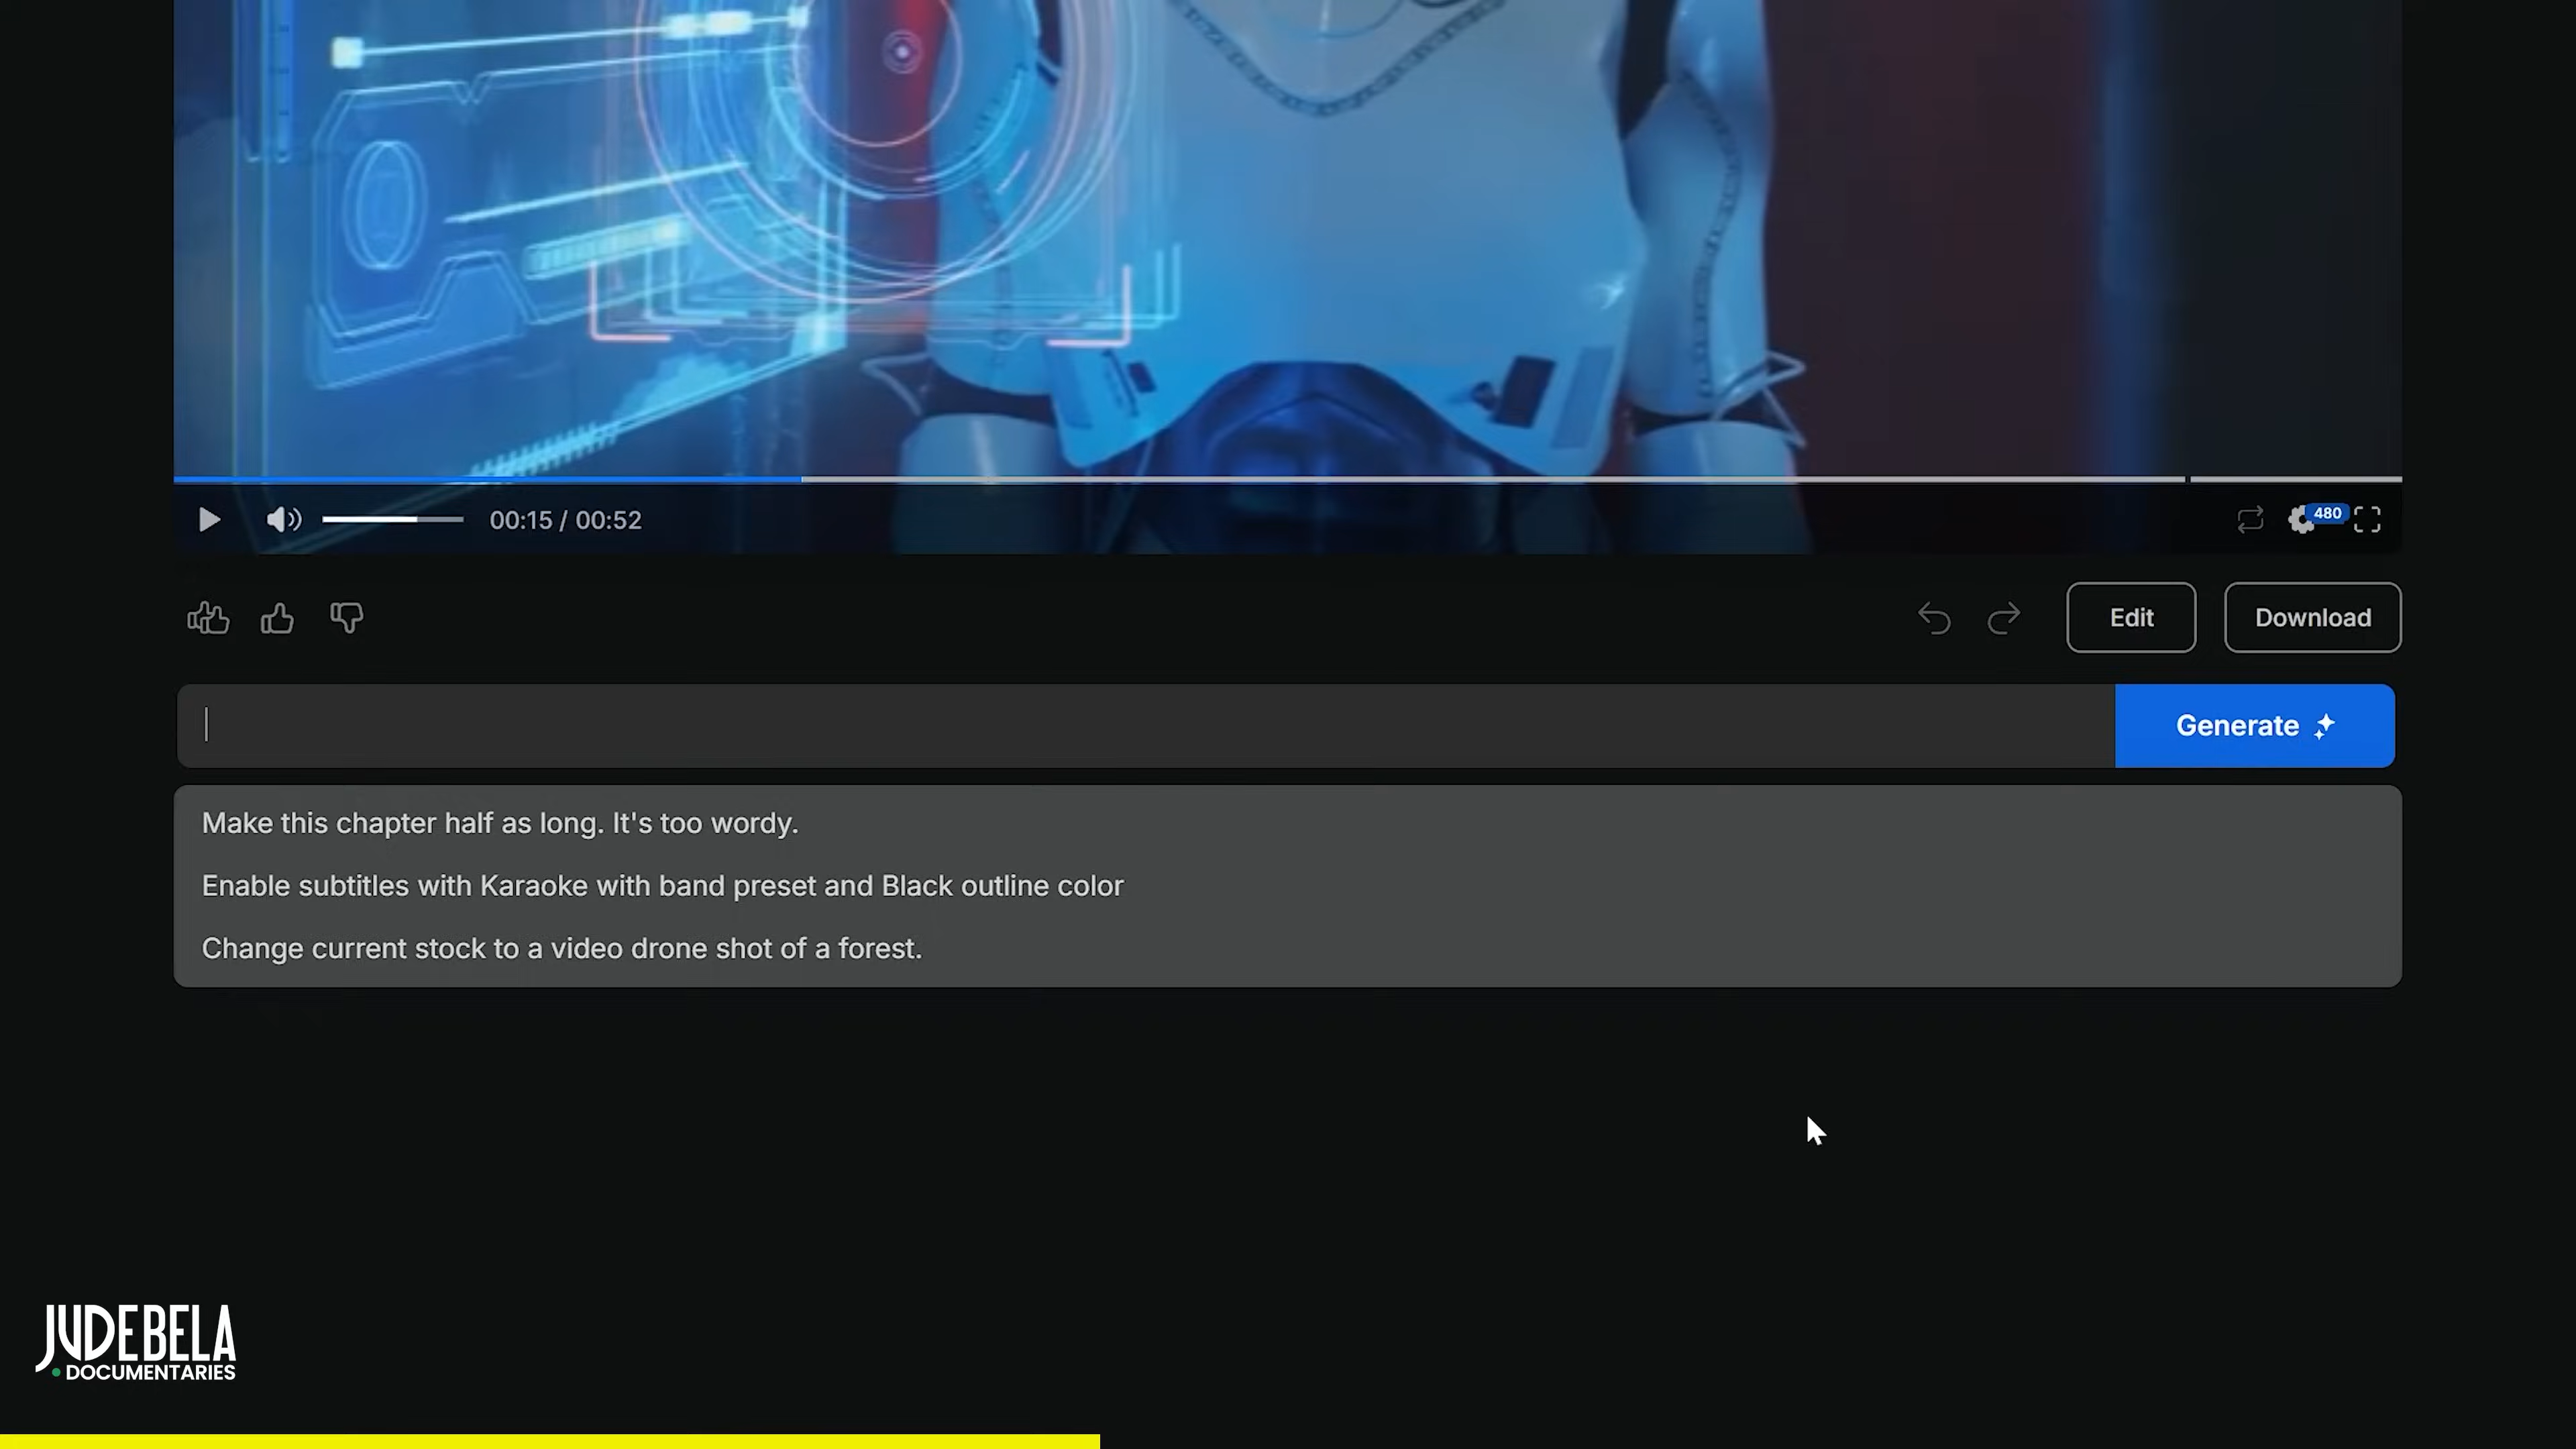 00:15 / 00:52
480
Edit
Download
Generate
Make this chapter half as long. It's too wordy.
Enable subtitles with Karaoke with band preset and Black outline color
Change current stock to a video drone shot of a forest.
JUDEBELA
DOCUMENTARIES